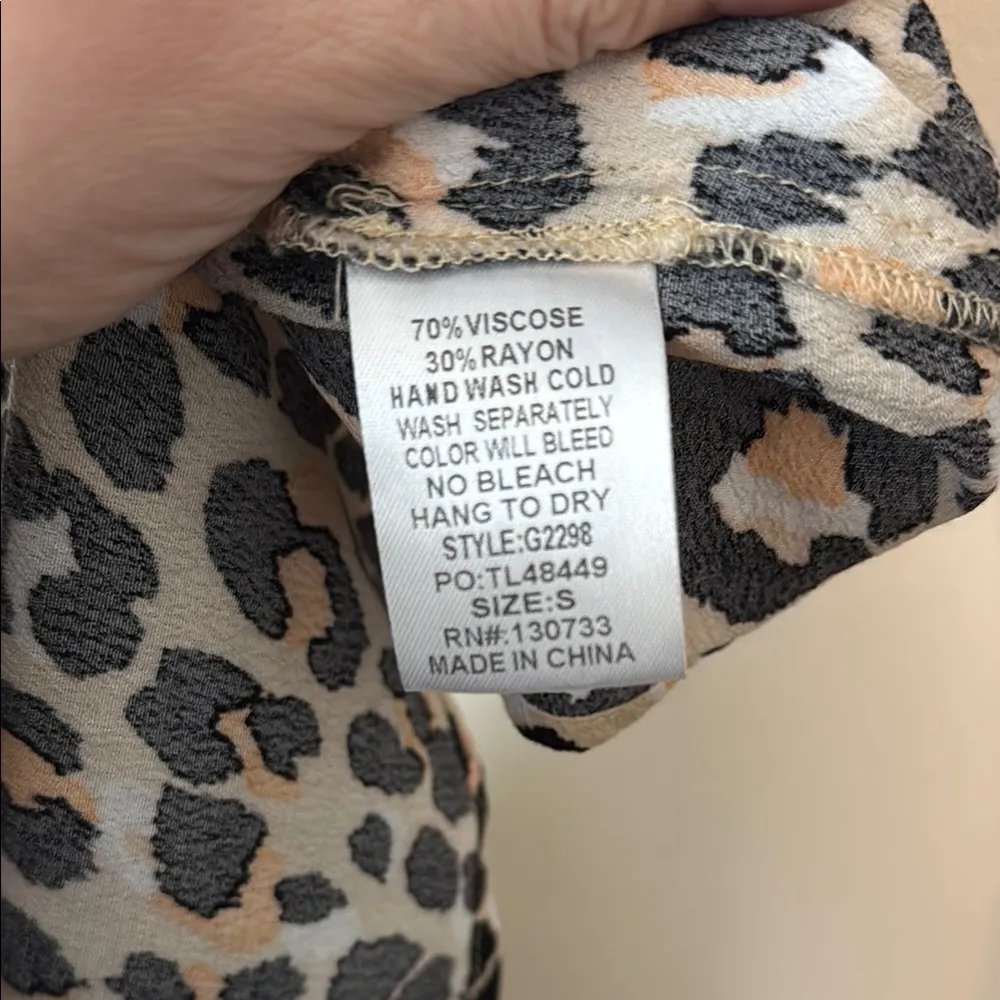 70%VISCOSE
30%RAYON
HAND WASH COLD
WASH SEPARATELY
COLOR WILL BLEED
NO BLEACH
HANG TO DRY
STYLE:G2298
PO:TL48449
SIZE:S
RN#:130733
MADE IN CHINA